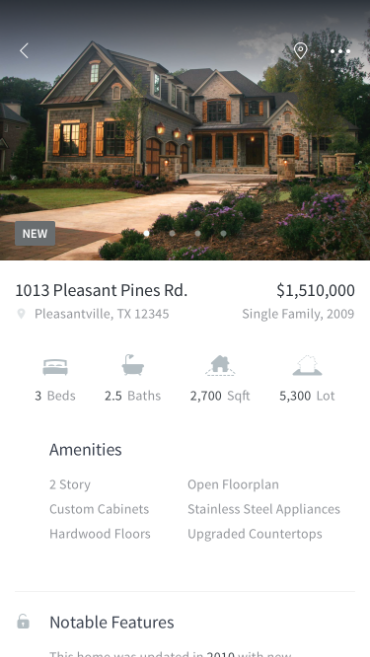 NEW
1013 Pleasant Pines Rd. $1,510,000
Pleasantville, TX 12345 Single Family, 2009
3 Beds 2.5 Baths 2,700 Sqft 5,300 Lot
Amenities
2 Story Open Floorplan
Custom Cabinets Stainless Steel Appliances
Hardwood Floors Upgraded Countertops
Notable Features
This home was updated in 2010 with new